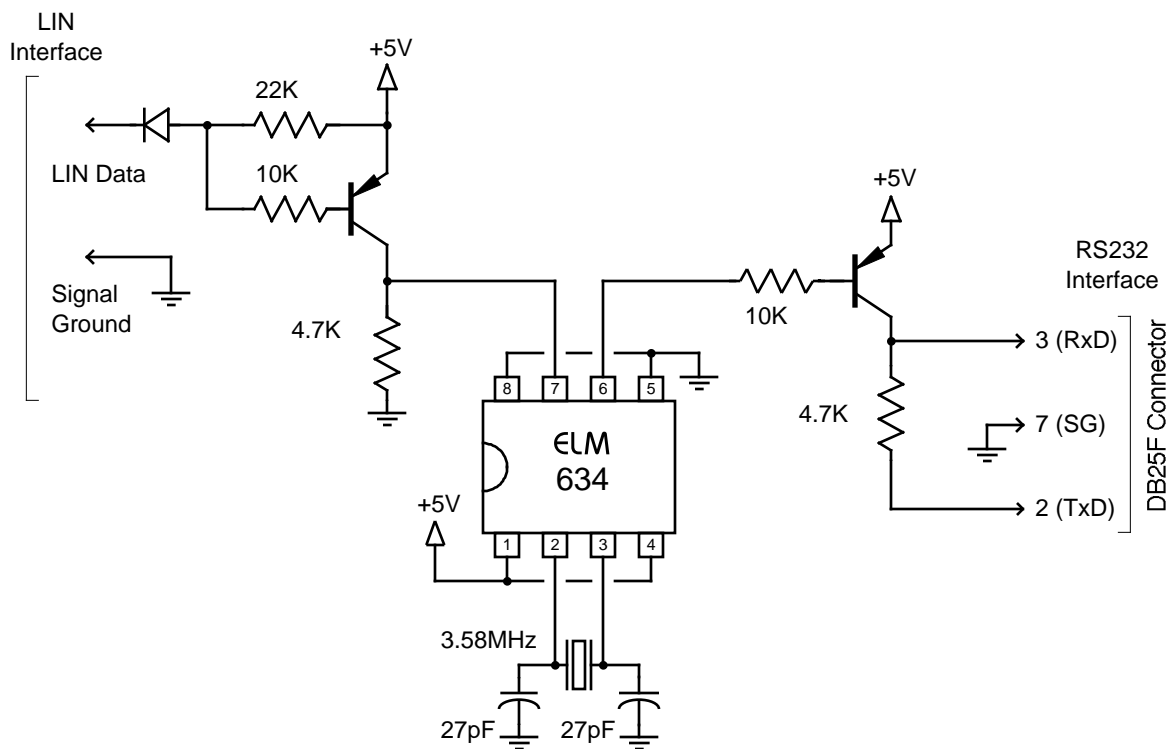 LIN
Interface
+5V
22K
LIN Data
10K
+5V
RS232
Interface
Signal
Ground
10K
4.7K
3 (RxD)
8 7 6 5
4.7K
7 (SG)
DB25F Connector
ELM
634
+5V
2 (TxD)
1 2 3 4
3.58MHz
27pF 27pF